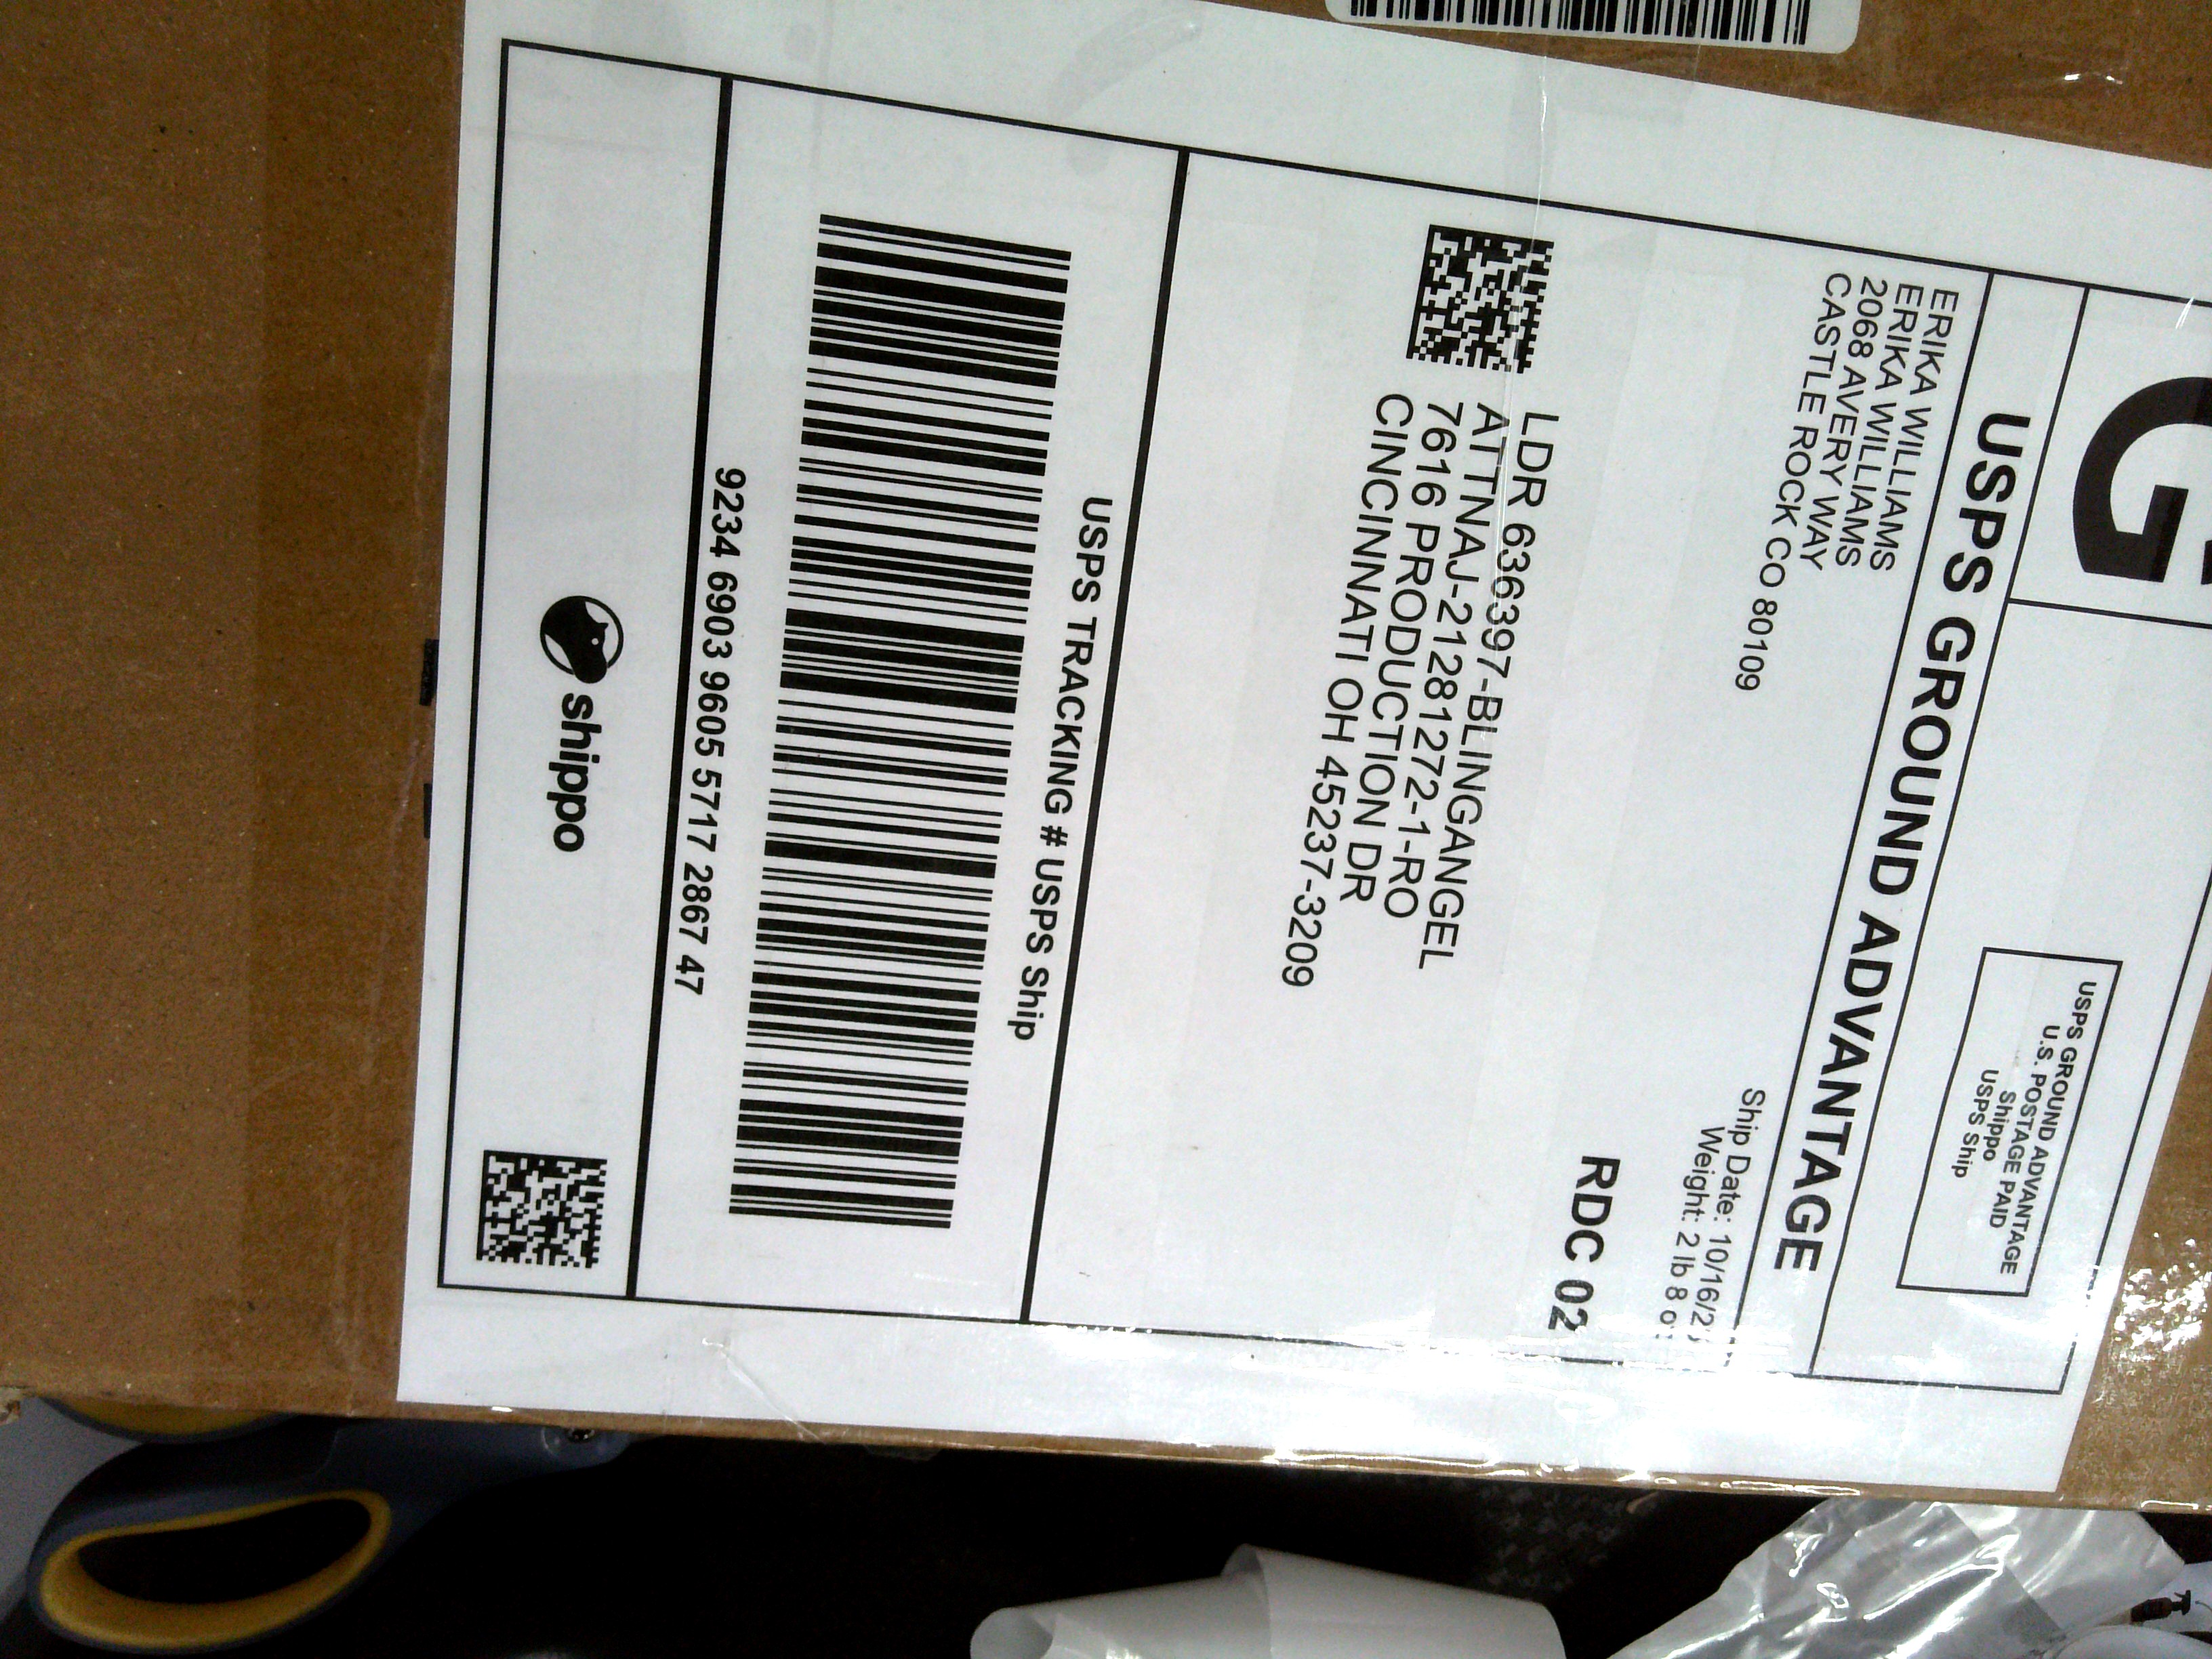 G
USPS GROUND ADVANTAGE
U.S. POSTAGE PAID
Shippo
USPS Ship
USPS GROUND ADVANTAGE
ERIKA WILLIAMS
ERIKA WILLIAMS
2068 AVERY WAY
CASTLE ROCK CO 80109
Ship Date:
Weight: 2 lb 8
RDC 02
LDR 636397-BLINGANGEL
ATTNAJ-21281272-1-RO
7616 PRODUCTION DR
CINCINNATI OH 45237-3209
USPS TRACKING # USPS Ship
9234 6903 9605 5717 2867 47
shippo